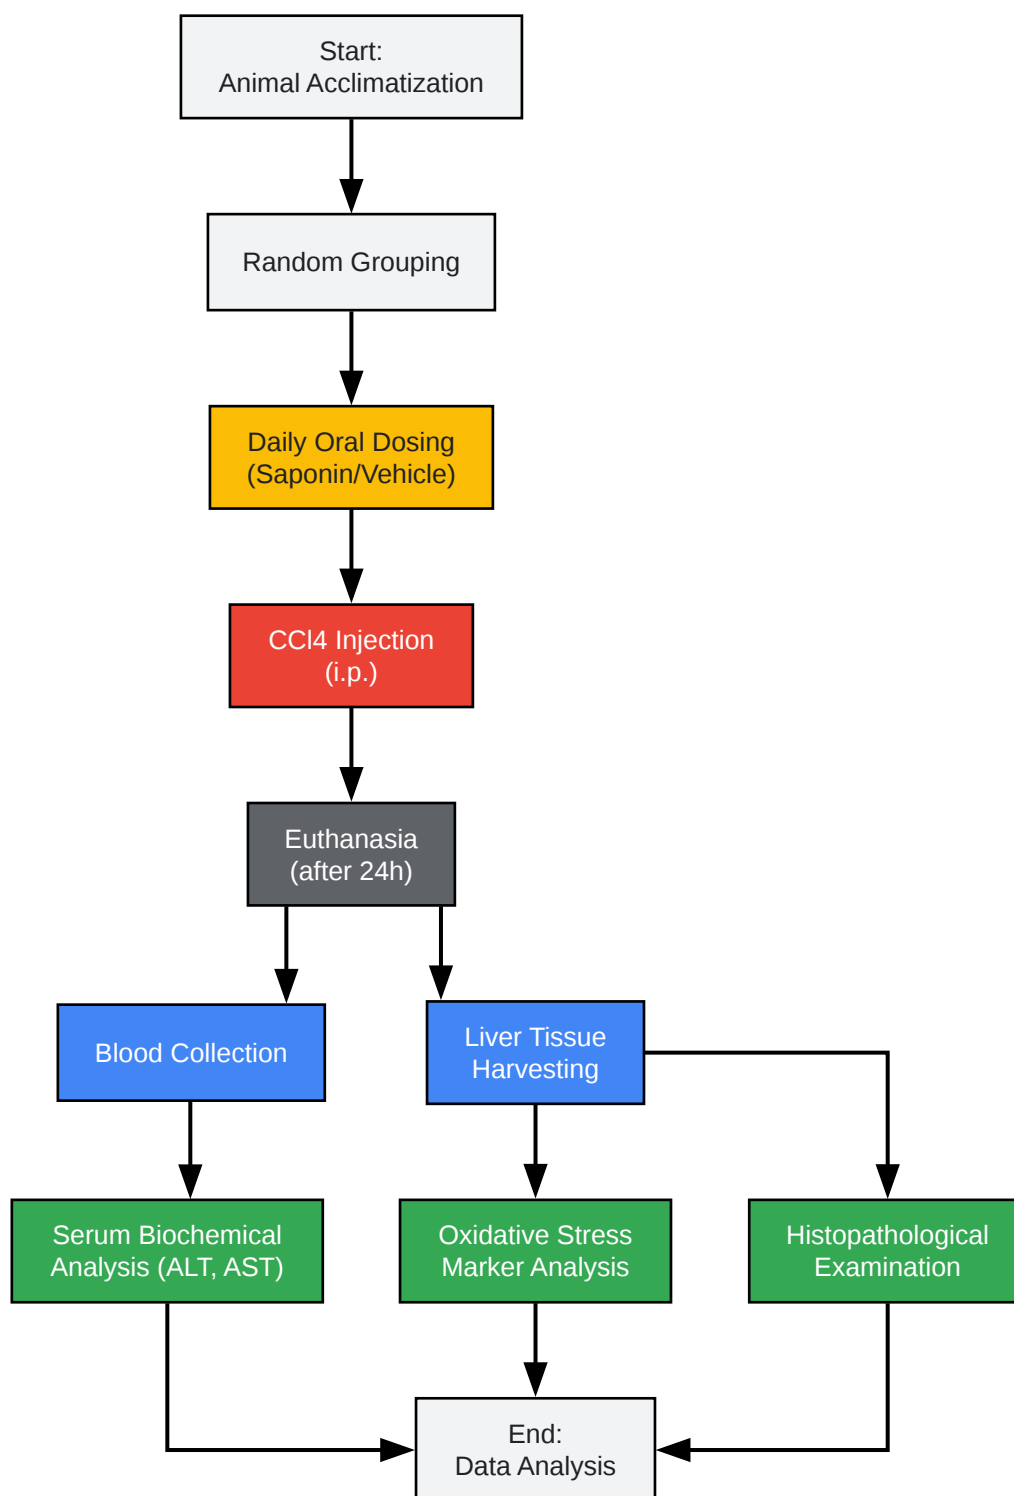 Start:
Animal Acclimatization
Random Grouping
Daily Oral Dosing
(Saponin/Vehicle)
CCl4 Injection
(i.p.)
Euthanasia
(after 24h)
Blood Collection
Liver Tissue
Harvesting
Serum Biochemical
Analysis (ALT, AST)
Oxidative Stress
Marker Analysis
Histopathological
Examination
End:
Data Analysis